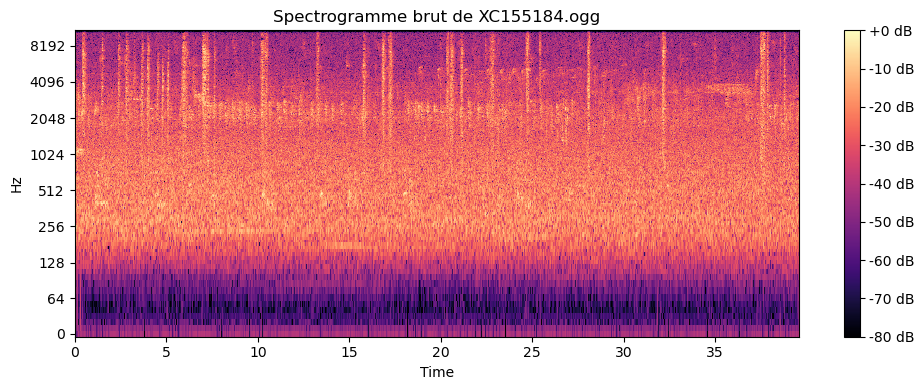 Spectrogramme brut de XC155184.ogg
8192
4096
2048
1024
512
256
128
64
0
Hz
0 5 10 15 20 25 30 35
Time
+0 dB
-10 dB
-20 dB
-30 dB
-40 dB
-50 dB
-60 dB
-70 dB
-80 dB